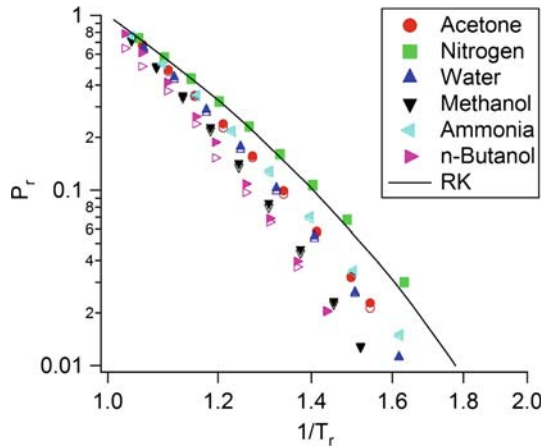 P_r
1
8
6
4
2
0.1
8
6
4
2
0.01
1.0
1.2
1.4
1.6
1.8
2.0
1/T_r
Acetone
Nitrogen
Water
Methanol
Ammonia
n-Butanol
RK